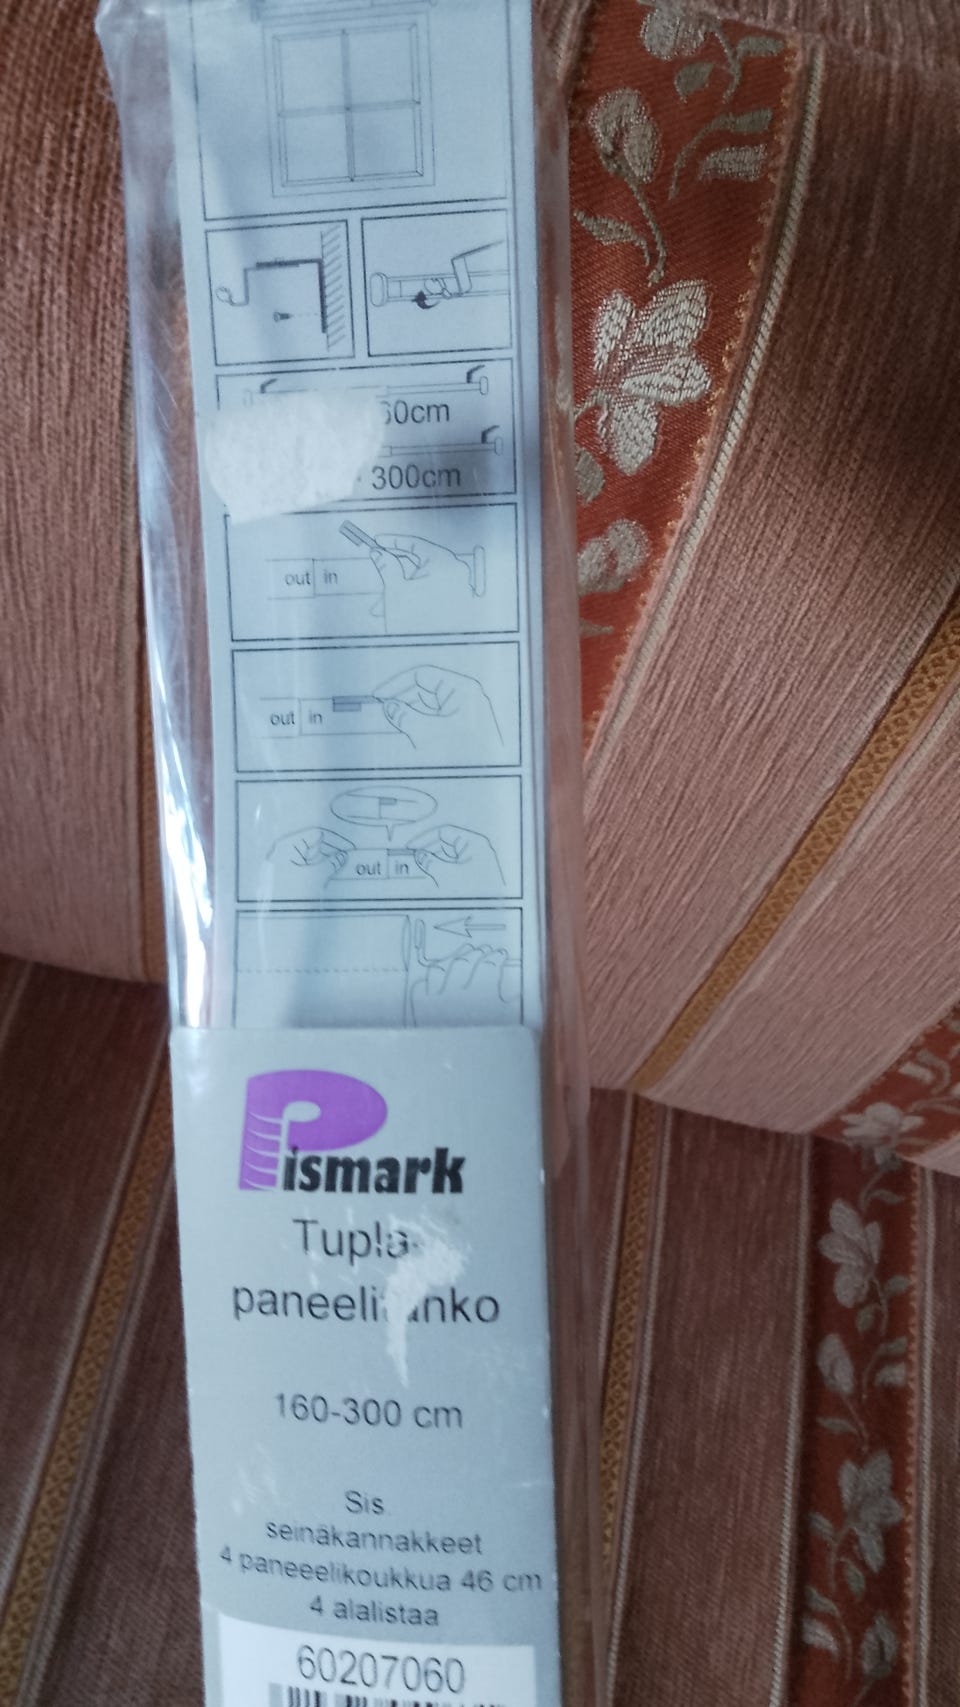 300cm
out in
out in
out in
Pismark
Tupla-
160-300 cm
Sis.
seinäkannakkeet
4 paneeelikoukkua 46 cm
4 alalistaa
60207060